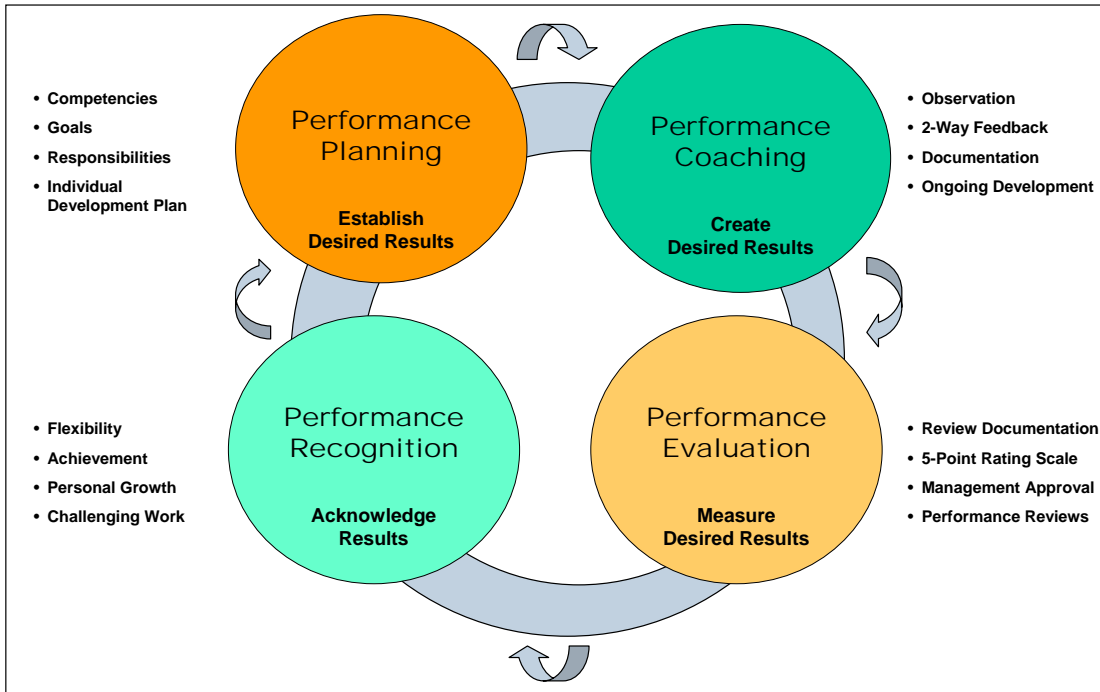 • Competencies
• Goals
• Responsibilities
• Individual
Development Plan
Performance
Planning
Establish
Desired Results
Performance
Coaching
Create
Desired Results
• Observation
• 2-Way Feedback
• Documentation
• Ongoing Development
• Flexibility
• Achievement
• Personal Growth
• Challenging Work
Performance
Recognition
Acknowledge
Results
Performance
Evaluation
Measure
Desired Results
• Review Documentation
• 5-Point Rating Scale
• Management Approval
• Performance Reviews